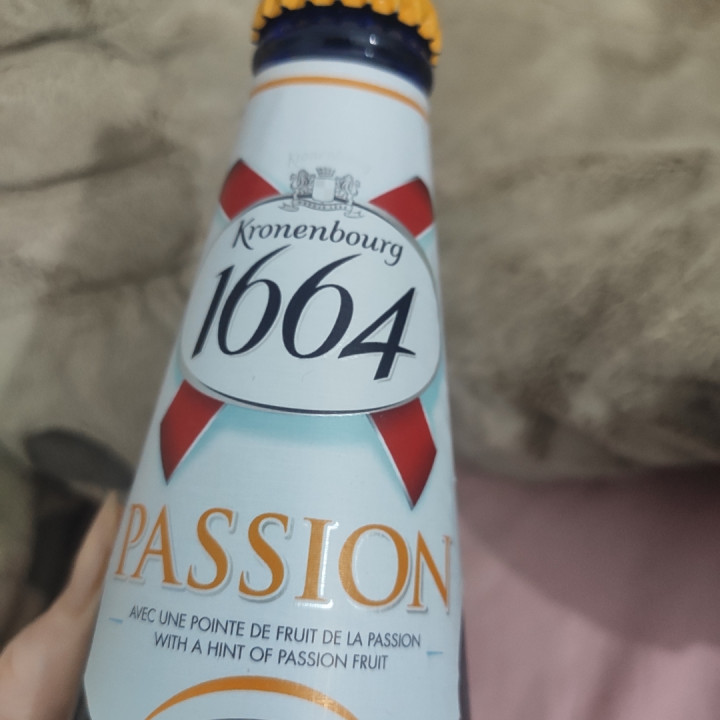 Kronenbourg
1664
PASSION
AVEC UNE POINTE DE FRUIT DE LA PASSION
WITH A HINT OF PASSION FRUIT